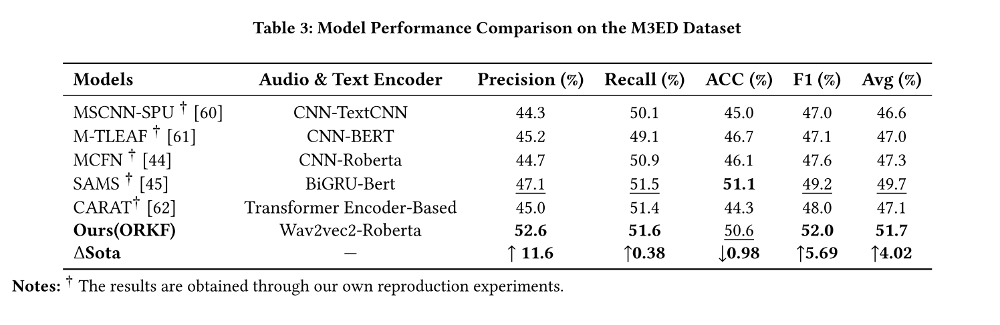 Table 3: Model Performance Comparison on the M3ED Dataset
Models Audio & Text Encoder Precision (%) Recall (%) ACC (%) F1 (%) Avg (%)
MSCNN-SPU † [60] CNN-TextCNN 44.3 50.1 45.0 47.0 46.6
M-TLEAF † [61] CNN-BERT 45.2 49.1 46.7 47.1 47.0
MCFN † [44] CNN-Roberta 44.7 50.9 46.1 47.6 47.3
SAMS † [45] BiGRU-Bert 47.1 51.5 51.1 49.2 49.7
CARAT† [62] Transformer Encoder-Based 45.0 51.4 44.3 48.0 47.1
Ours(ORKF) Wav2vec2-Roberta 52.6 51.6 50.6 52.0 51.7
ΔSota — ↑ 11.6 ↑0.38 ↓0.98 ↑5.69 ↑4.02
Notes: † The results are obtained through our own reproduction experiments.